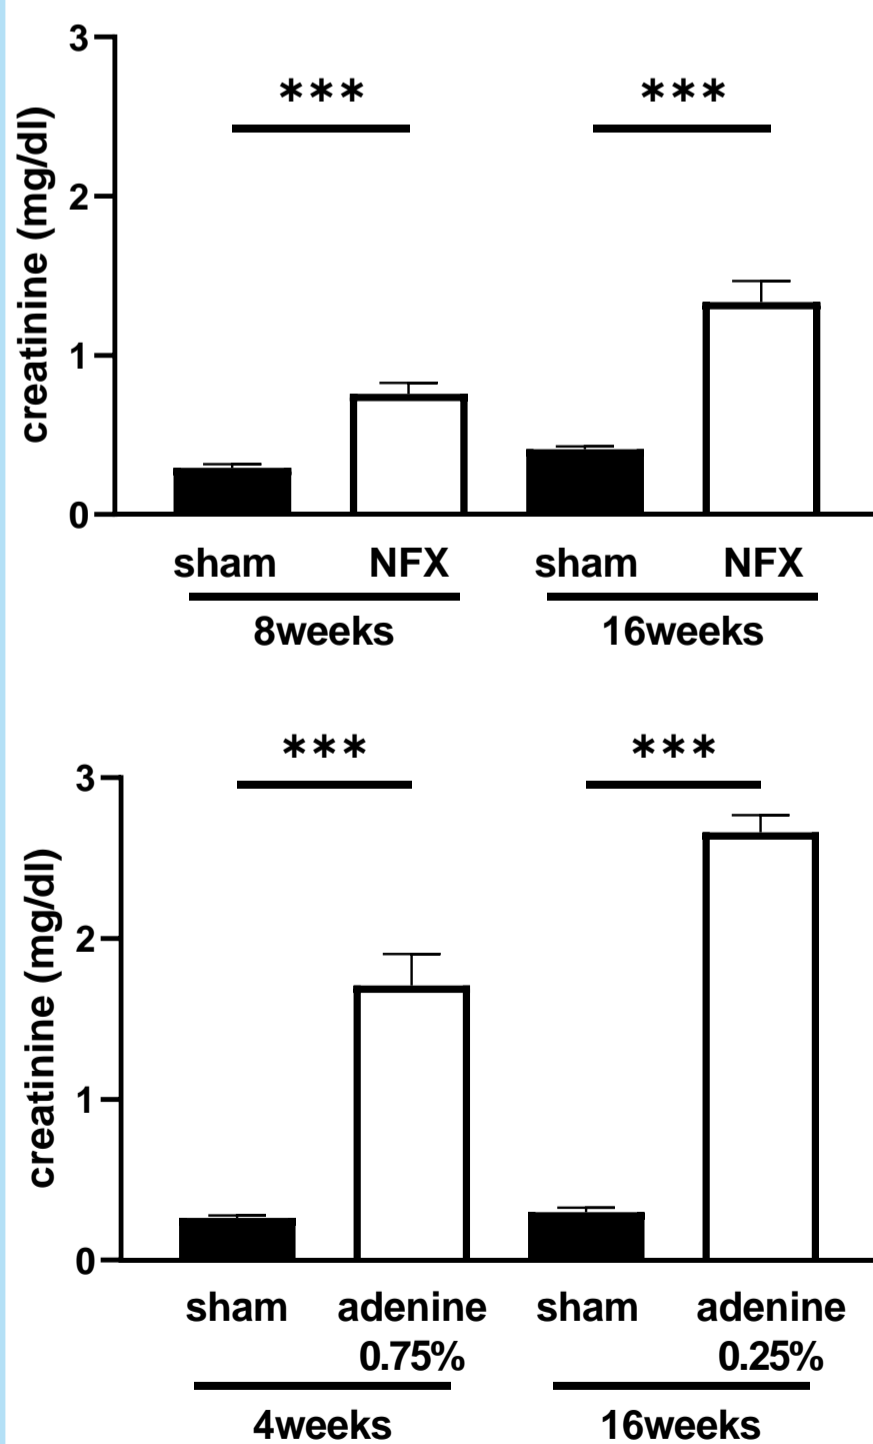 creatinine (mg/dl)
3
2
1
0
*** ***
sham NFX sham NFX
8weeks 16weeks
creatinine (mg/dl)
3
2
1
0
*** ***
sham adenine sham adenine
0.75% 0.25%
4weeks 16weeks